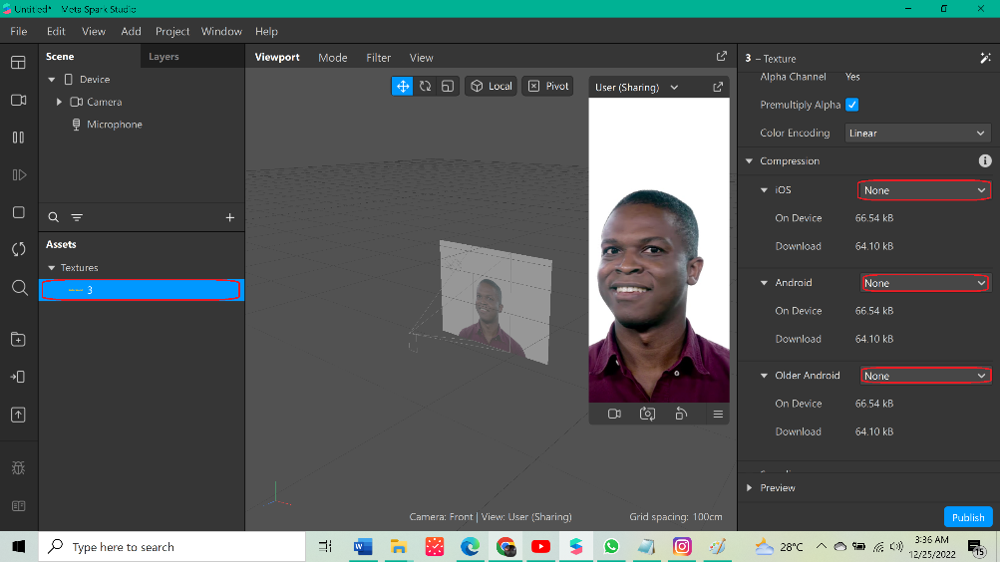 Untitled* - Meta Spark Studio
File Edit View Add Project Window Help
Scene Layers
Device
Camera
Microphone
Assets
Textures
3
Viewport Mode Filter View
Local Pivot
User (Sharing)
Camera: Front | View: User (Sharing) Grid spacing: 100cm
3 – Texture
Alpha Channel Yes
Premultiply Alpha
Color Encoding Linear
Compression
iOS None
On Device 66.54 kB
Download 64.10 kB
Android None
On Device 66.54 kB
Download 64.10 kB
Older Android None
On Device 66.54 kB
Download 64.10 kB
Preview
Publish
Type here to search
28°C
3:36 AM
12/25/2022
15